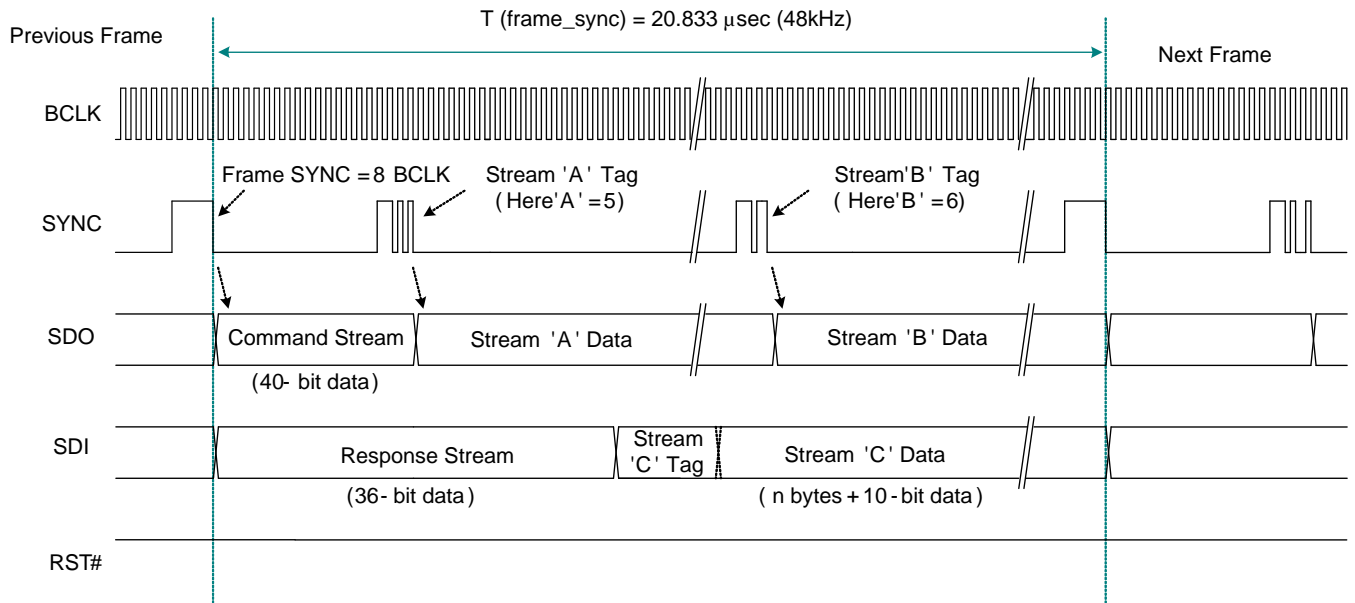 T (frame_sync) = 20.833 μsec (48kHz)
Previous Frame
Next Frame
BCLK
Frame SYNC = 8 BCLK
Stream 'A' Tag
(Here 'A' = 5)
Stream 'B' Tag
(Here 'B' = 6)
SYNC
SDO
Command Stream
Stream 'A' Data
Stream 'B' Data
(40-bit data)
SDI
Response Stream
Stream
'C' Tag
Stream 'C' Data
(36-bit data)
(n bytes + 10-bit data)
RST#